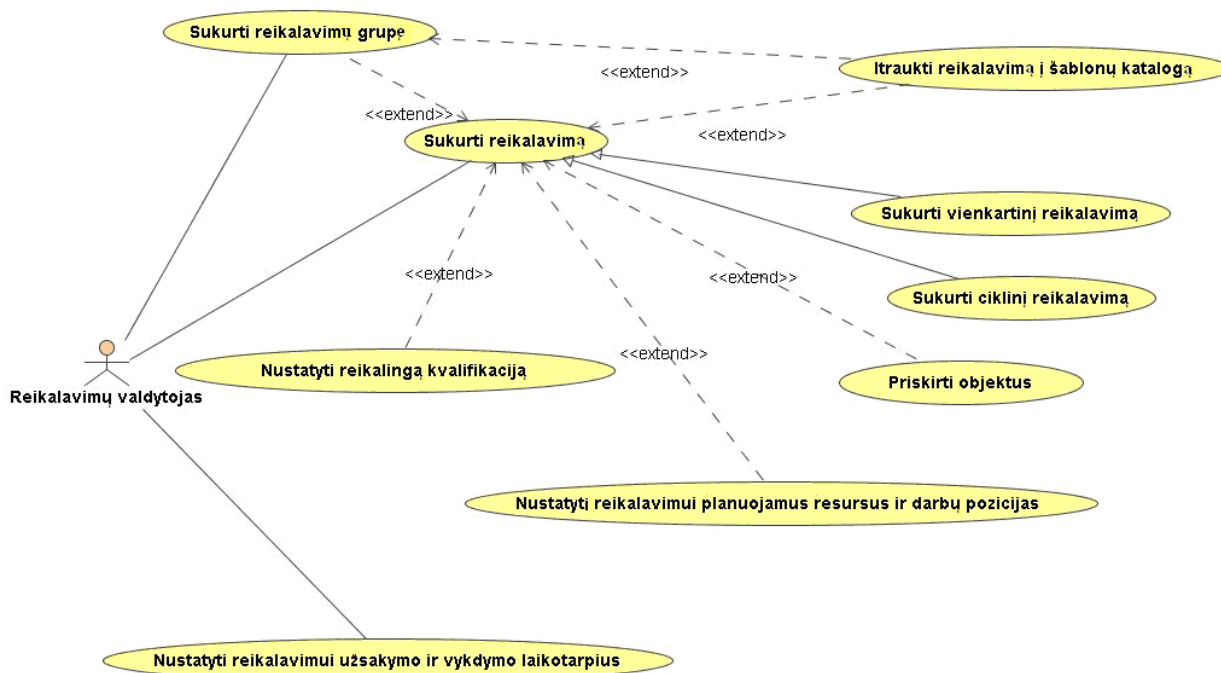 Sukurti reikalavimų grupę
<<extend>>
Itraukti reikalavimą į šablonų katalogą
<<extend>>
<<extend>>
Sukurti reikalavimą
Sukurti vienkartinį reikalavimą
<<extend>>
<<extend>>
Sukurti ciklinį reikalavimą
<<extend>>
Nustatyti reikalingą kvalifikaciją
Priskirti objektus
Reikalavimų valdytojas
Nustatytį reikalavimui planuojamus resursus ir darbų pozicijas
Nustatyti reikalavimui užsakymo ir vykdymo laikotarpius